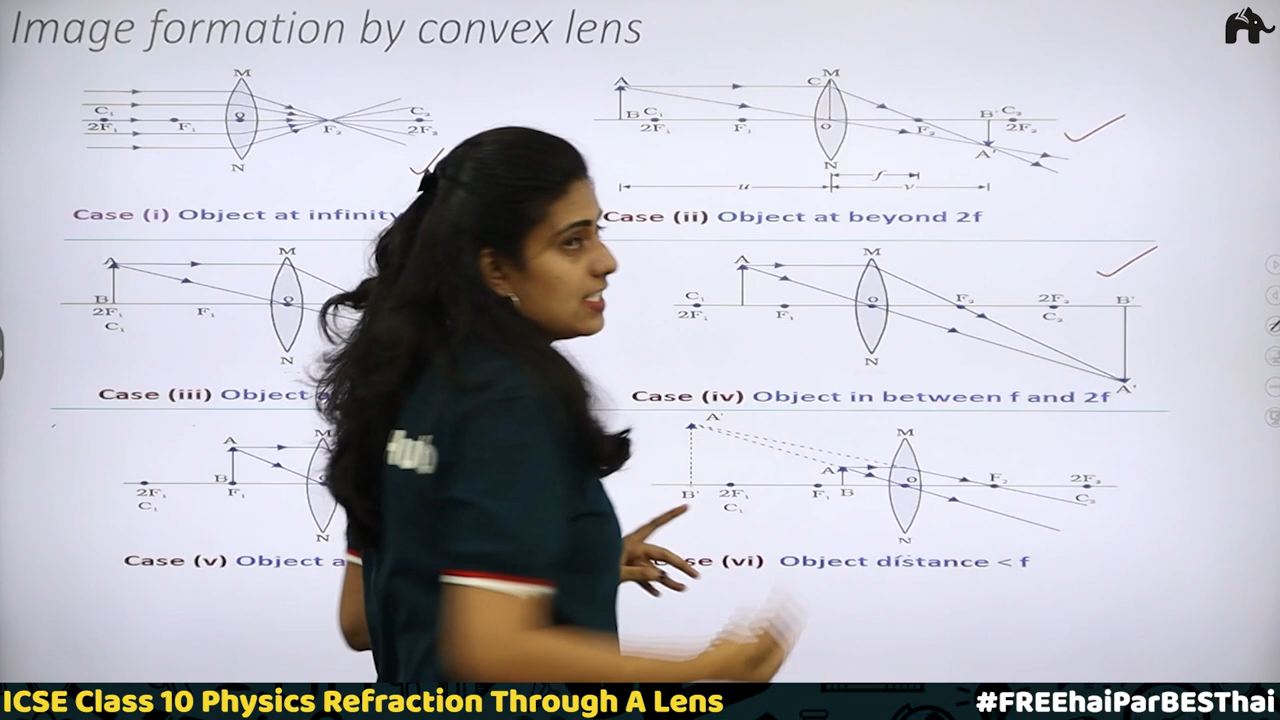 Image formation by convex lens
M
C₁
O
C₂
2F₁
F₁
F₂
2F₂
N
Case (i) Object at infinity
A
C
M
B
C₁
O
B'
C₂
2F₁
F₁
F₂
2F₂
A'
N
f
u
v
Case (ii) Object at beyond 2f
A
M
B
O
2F₁
F₁
C₁
N
Case (iii) Object
A
M
C₁
O
F₂
2F₂
B'
2F₁
F₁
C₂
N
A'
Case (iv) Object in between f and 2f
A
M
B
2F₁
F₁
C₁
N
Case (v) Object a
A'
M
A
O
F₂
2F₂
B'
2F₁
F₁
B
C₂
C₁
N
se (vi) Object distance < f
Hub
ICSE Class 10 Physics Refraction Through A Lens
#FREEhaiParBESThai